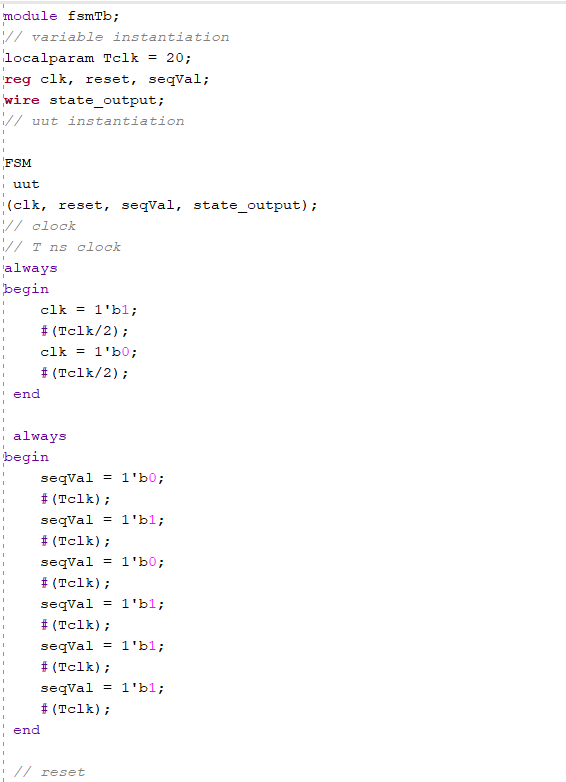 module fsmTb;
// variable instantiation
localparam Tclk = 20;
reg clk, reset, seqVal;
wire state_output;
// uut instantiation
FSM
uut
(clk, reset, seqVal, state_output);
// clock
// T ns clock
always
begin
clk = 1'b1;
#(Tclk/2);
clk = 1'b0;
#(Tclk/2);
end
always
begin
seqVal = 1'b0;
#(Tclk);
seqVal = 1'b1;
#(Tclk);
seqVal = 1'b0;
#(Tclk);
seqVal = 1'b1;
#(Tclk);
seqVal = 1'b1;
#(Tclk);
seqVal = 1'b1;
#(Tclk);
end
// reset